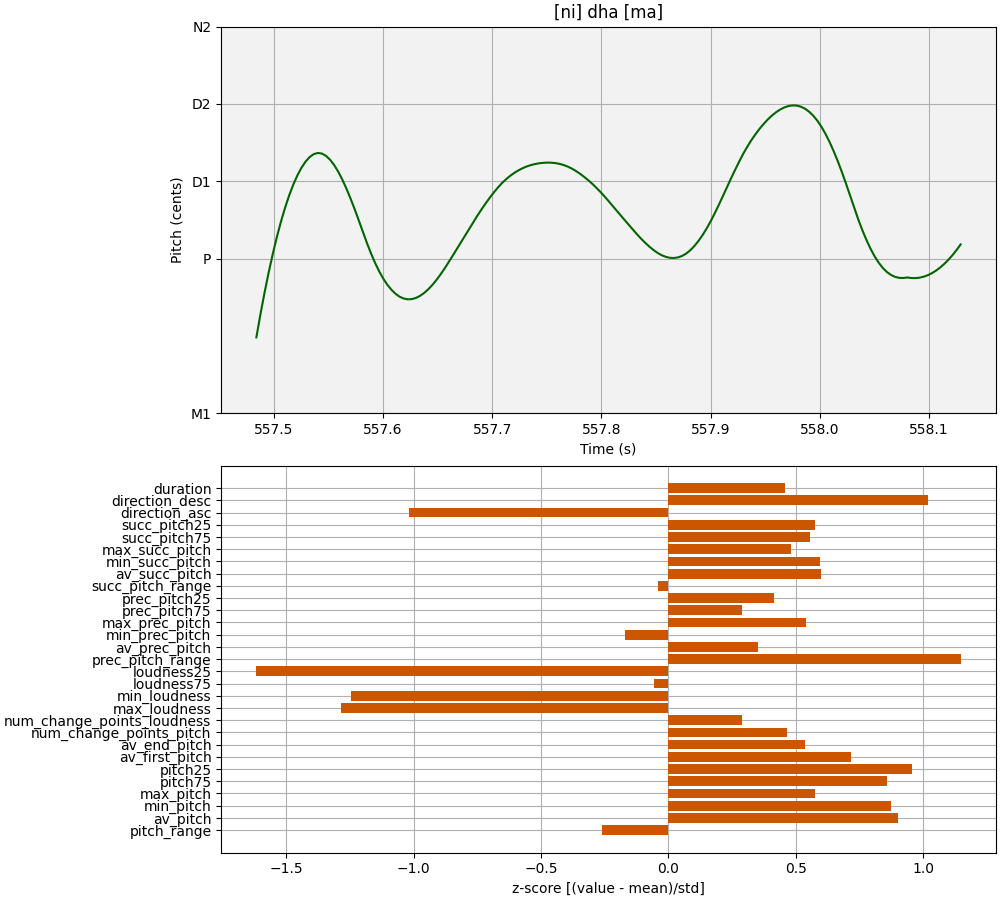 [ni] dha [ma]
N2
D2
D1
P
M1
Pitch (cents)
557.5 557.6 557.7 557.8 557.9 558.0 558.1
Time (s)
duration
direction_desc
direction_asc
succ_pitch25
succ_pitch75
max_succ_pitch
min_succ_pitch
av_succ_pitch
succ_pitch_range
prec_pitch25
prec_pitch75
max_prec_pitch
min_prec_pitch
av_prec_pitch
prec_pitch_range
loudness25
loudness75
min_loudness
max_loudness
num_change_points_loudness
num_change_points_pitch
av_end_pitch
av_first_pitch
pitch25
pitch75
max_pitch
min_pitch
av_pitch
pitch_range
−1.5 −1.0 −0.5 0.0 0.5 1.0
z-score [(value - mean)/std]